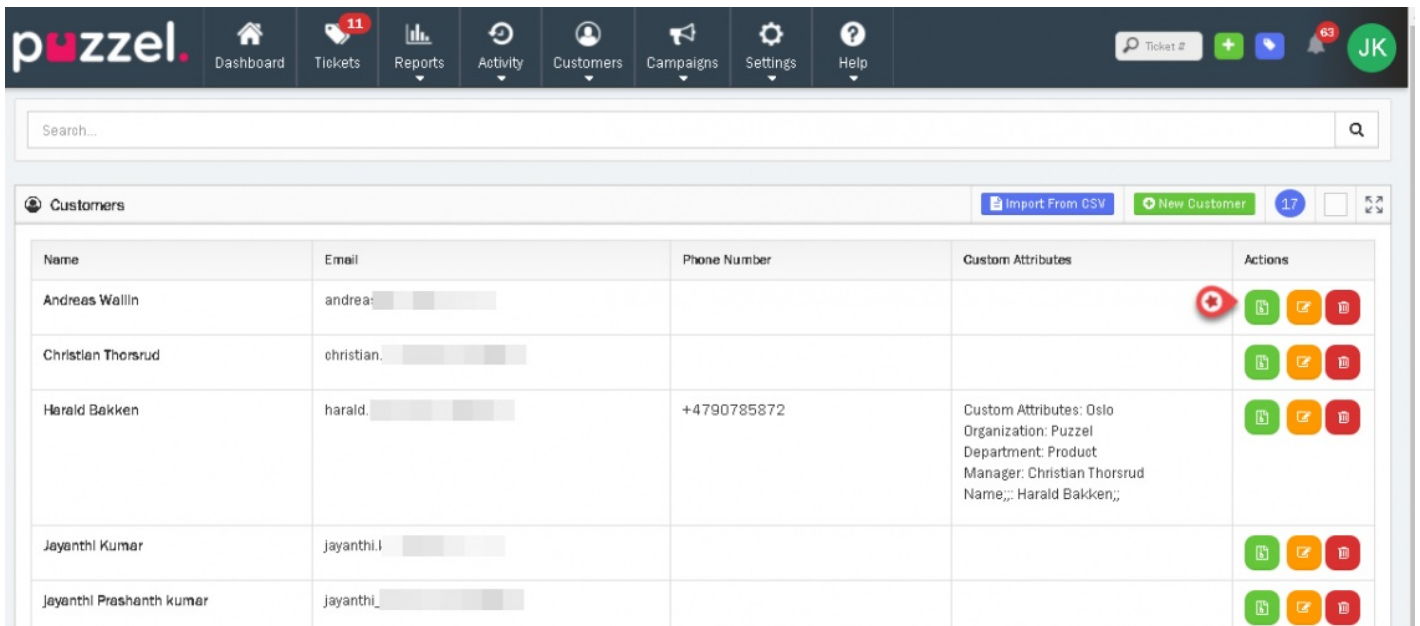 puzzel.
Dashboard
Tickets
11
Reports
Activity
Customers
Campaigns
Settings
Help
Ticket #
63
JK
Search...
Customers
Import From CSV
New Customer
17
Name Email Phone Number Custom Attributes Actions
Andreas Wallin andreas
Christian Thorsrud christian.
Harald Bakken harald. +4790785872 Custom Attributes: Oslo
Organization: Puzzel
Department: Product
Manager: Christian Thorsrud
Name;;: Harald Bakken;;
Jayanthi Kumar jayanthi.
jayanthi Prashanth kumar jayanthi_